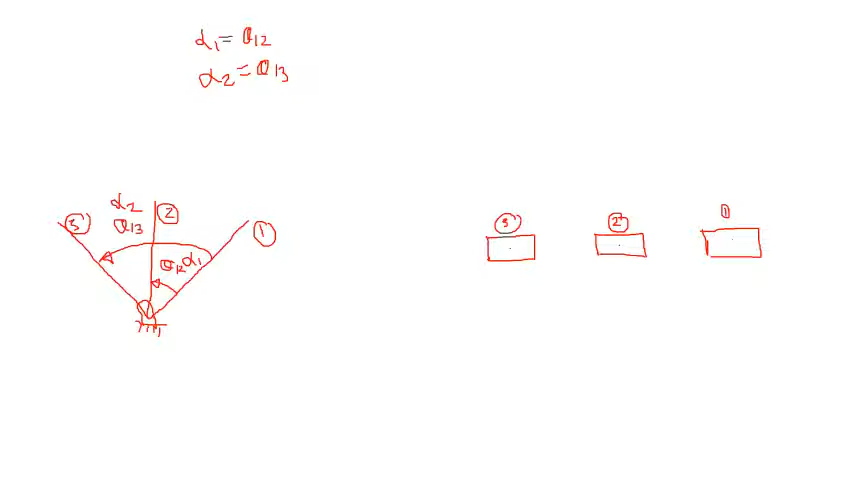 α₁ = θ₁₂
α₂ = θ₁₃
α₂
θ₁₃
3
2
1
θ₁₂ α₁
3
2
1